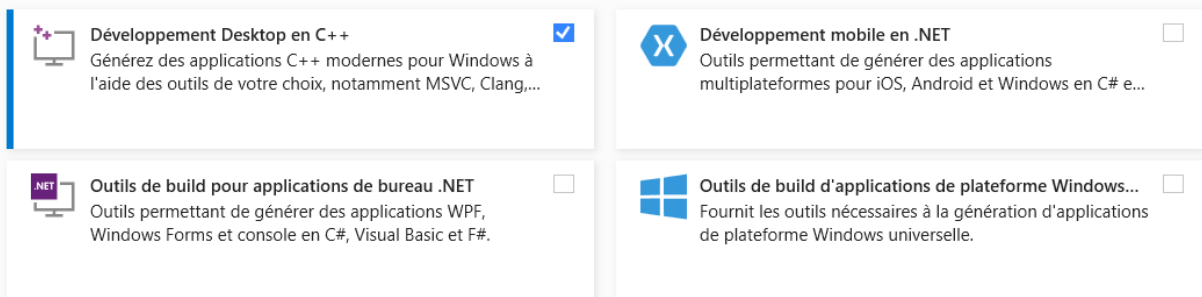 Développement Desktop en C++
Générez des applications C++ modernes pour Windows à
l'aide des outils de votre choix, notamment MSVC, Clang,...
Développement mobile en .NET
Outils permettant de générer des applications
multiplateformes pour iOS, Android et Windows en C# e...
.NET
Outils de build pour applications de bureau .NET
Outils permettant de générer des applications WPF,
Windows Forms et console en C#, Visual Basic et F#.
Outils de build d'applications de plateforme Windows...
Fournit les outils nécessaires à la génération d'applications
de plateforme Windows universelle.